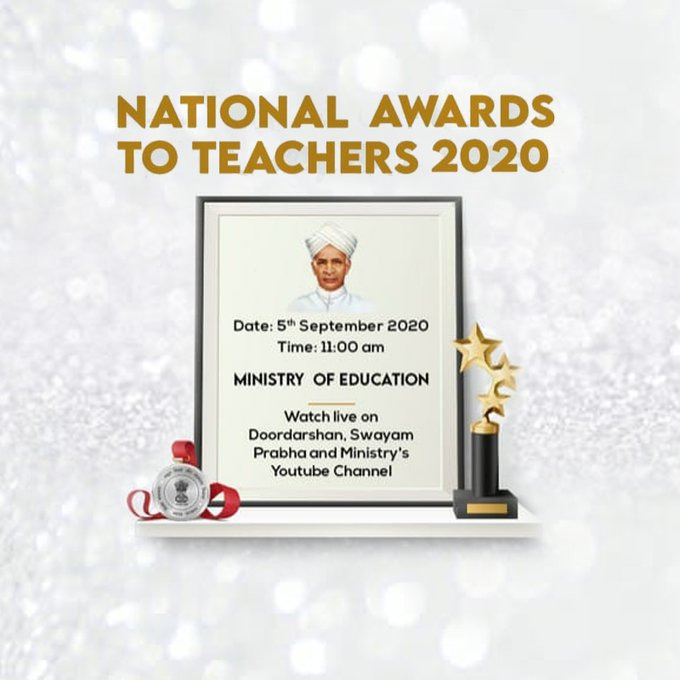 NATIONAL AWARDS
TO TEACHERS 2020
Date: 5th September 2020
Time: 11:00 am
MINISTRY OF EDUCATION
Watch live on
Doordarshan, Swayam
Prabha and Ministry's
Youtube Channel